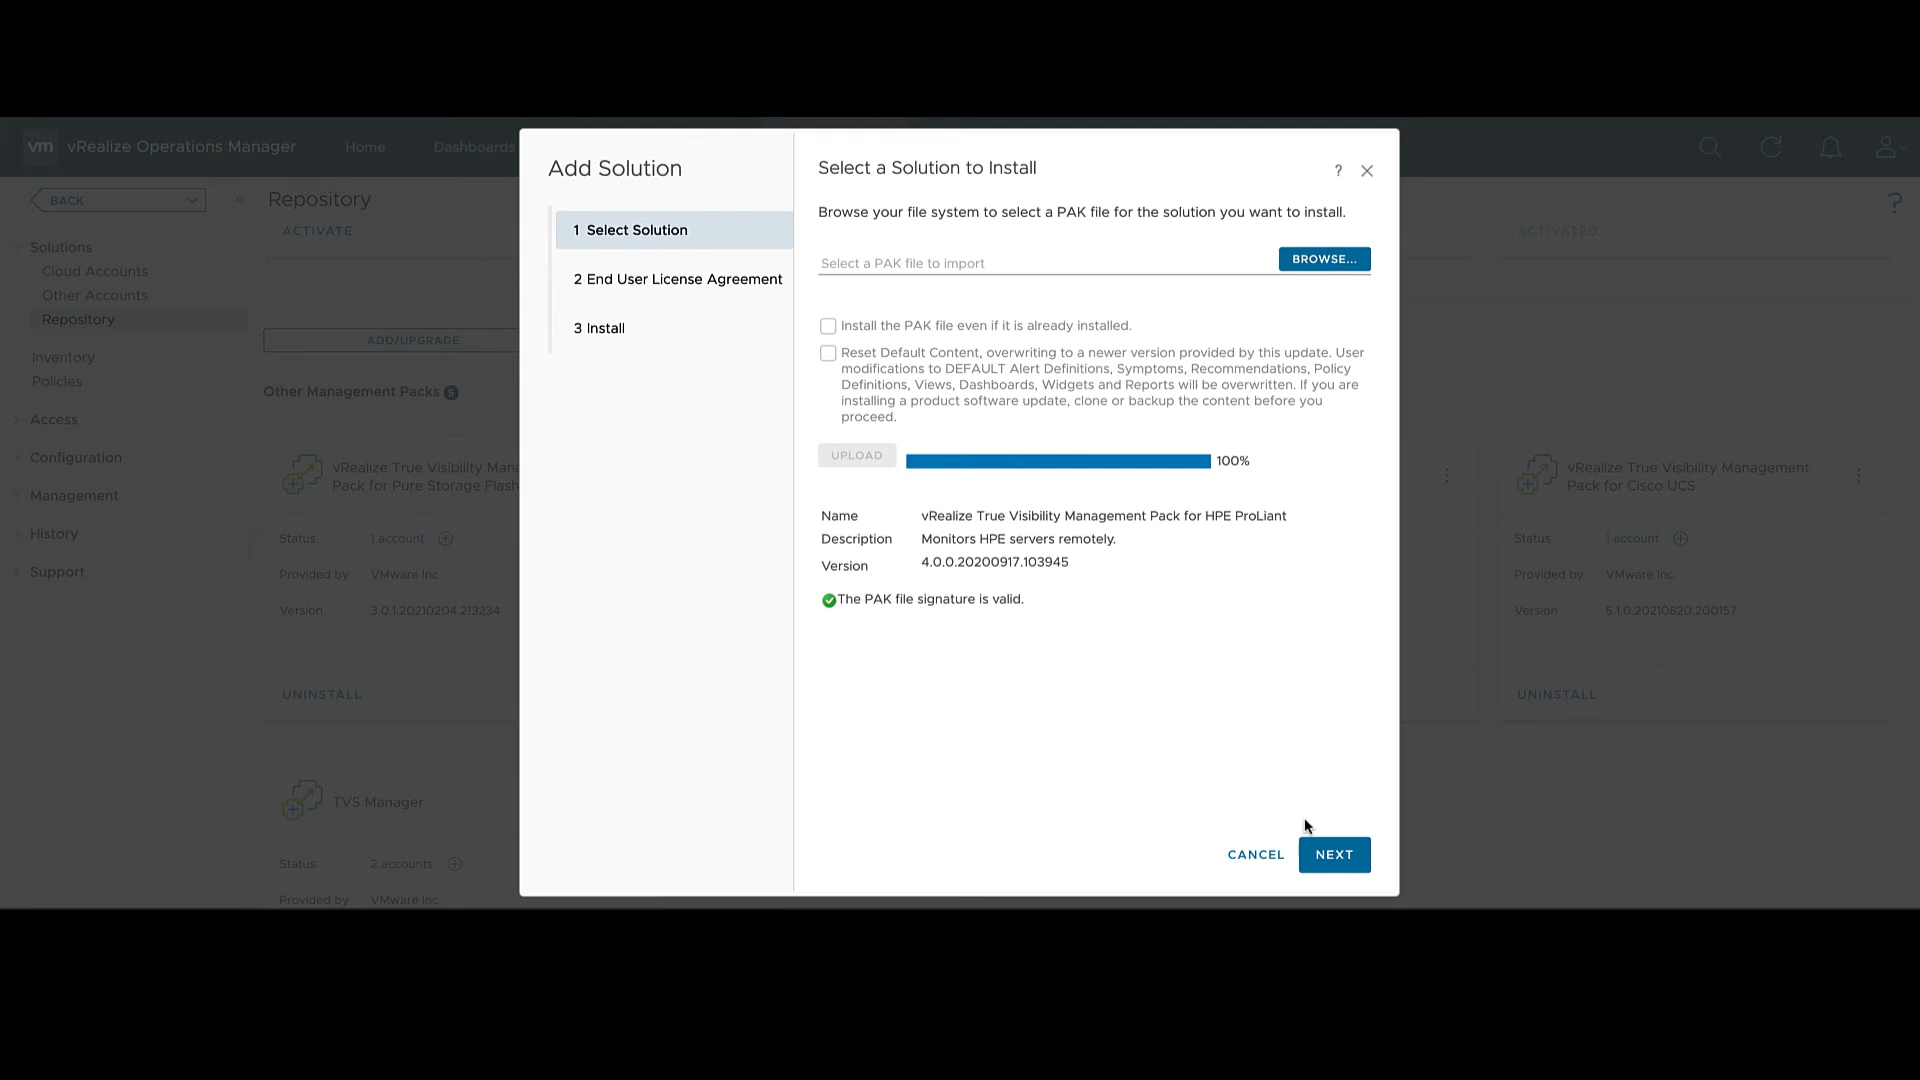 vm vRealize Operations Manager Home Dashboards
BACK
Repository
Solutions
Cloud Accounts
Other Accounts
Repository
Inventory
Policies
Access
Configuration
Management
History
Support
ACTIVATE
ACTIVATED
ADD/UPGRADE
Other Management Packs 5
vRealize True Visibility Mana
Pack for Pure Storage Flash
Status 1 account
Provided by VMware Inc.
Version 3.0.1.20210204.213234
UNINSTALL
TVS Manager
Status 2 accounts
Provided by VMware Inc.
Add Solution
1 Select Solution
2 End User License Agreement
3 Install
Select a Solution to Install
?
Browse your file system to select a PAK file for the solution you want to install.
Select a PAK file to import
BROWSE...
Install the PAK file even if it is already installed.
Reset Default Content, overwriting to a newer version provided by this update. User
modifications to DEFAULT Alert Definitions, Symptoms, Recommendations, Policy
Definitions, Views, Dashboards, Widgets and Reports will be overwritten. If you are
installing a product software update, clone or backup the content before you
proceed.
UPLOAD 100%
Name vRealize True Visibility Management Pack for HPE ProLiant
Description Monitors HPE servers remotely.
Version 4.0.0.20200917.103945
The PAK file signature is valid.
CANCEL NEXT
?
vRealize True Visibility Management
Pack for Cisco UCS
Status 1 account
Provided by VMware Inc.
Version 5.1.0.20210820.200157
UNINSTALL